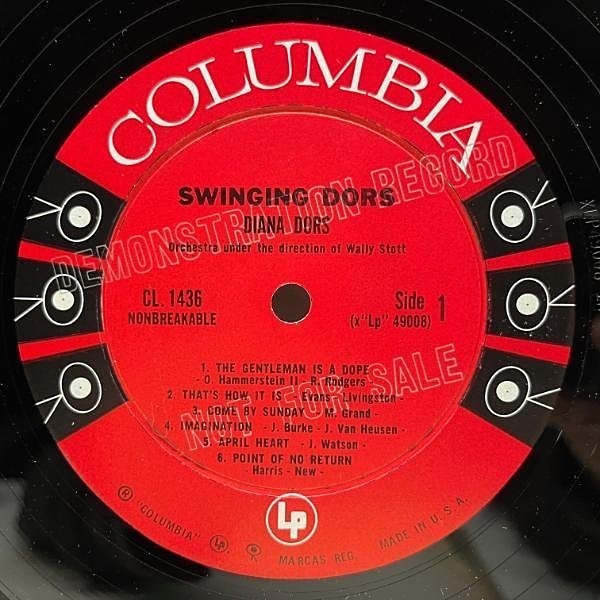 COLUMBIA
DEMONSTRATION RECORD
SWINGING DORS
DIANA DORS
Orchestra under the direction of Wally Stott
CL. 1436
NONBREAKABLE
Side 1
(x"Lp" 49008)
1. THE GENTLEMAN IS A DOPE
- O. Hammerstein II - R. Rodgers -
2. THAT'S HOW IT IS - Evans - Livingston -
3. COME BY SUNDAY - M. Grand -
4. IMAGINATION - J. Burke - J. Van Heusen -
5. APRIL HEART - J. Watson -
6. POINT OF NO RETURN
- Harris - New -
NOT FOR SALE
Lp
® "COLUMBIA" Lp. MARCAS REG. MADE IN U.S.A.